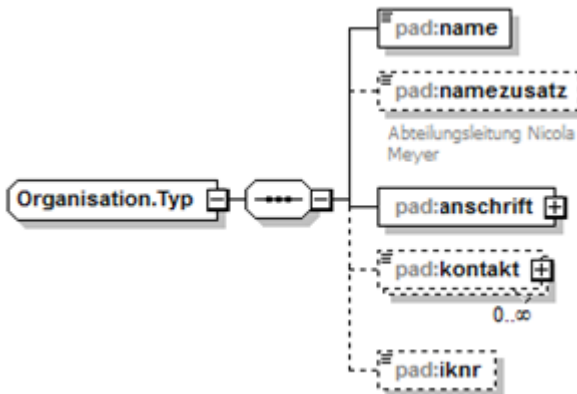 pad:name
pad:namezusatz
Abteilungsleitung Nicola
Meyer
Organisation.Typ
pad:anschrift
pad:kontakt
0..∞
pad:iknr